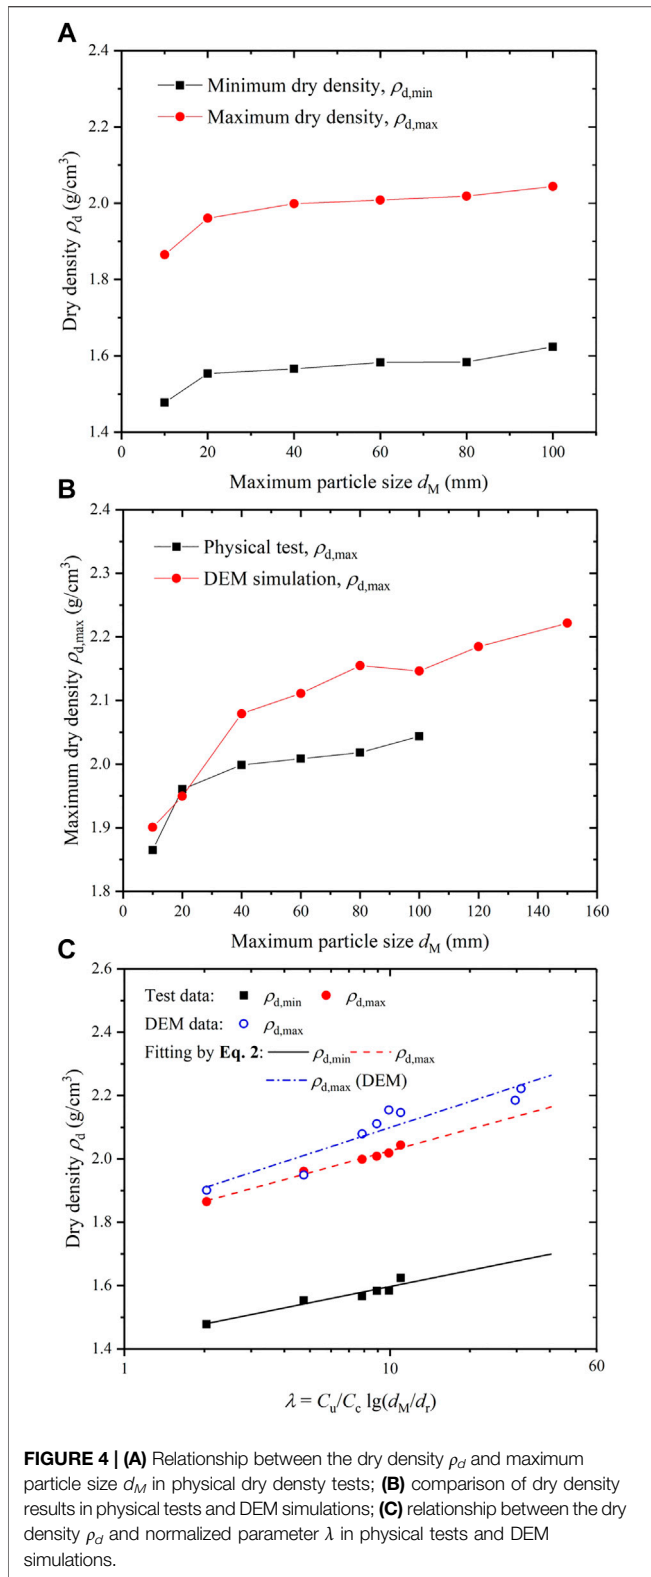 A
2.4
2.2
2.0
1.8
1.6
1.4
Dry density ρd (g/cm3)
Minimum dry density, ρd,min
Maximum dry density, ρd,max
0 20 40 60 80 100
Maximum particle size dM (mm)
B
2.4
2.3
2.2
2.1
2.0
1.9
1.8
Maximum dry density ρd,max (g/cm3)
Physical test, ρd,max
DEM simulation, ρd,max
0 20 40 60 80 100 120 140 160
Maximum particle size dM (mm)
C
2.6
2.4
2.2
2.0
1.8
1.6
1.4
Dry density ρd (g/cm3)
Test data: ρd,min ρd,max
DEM data: ρd,max
Fitting by Eq. 2: ρd,min ρd,max
ρd,max (DEM)
1 10 60
λ = Cu/Cc lg(dM/dr)
FIGURE 4 | (A) Relationship between the dry density ρd and maximum
particle size dM in physical dry densty tests; (B) comparison of dry density
results in physical tests and DEM simulations; (C) relationship between the dry
density ρd and normalized parameter λ in physical tests and DEM
simulations.